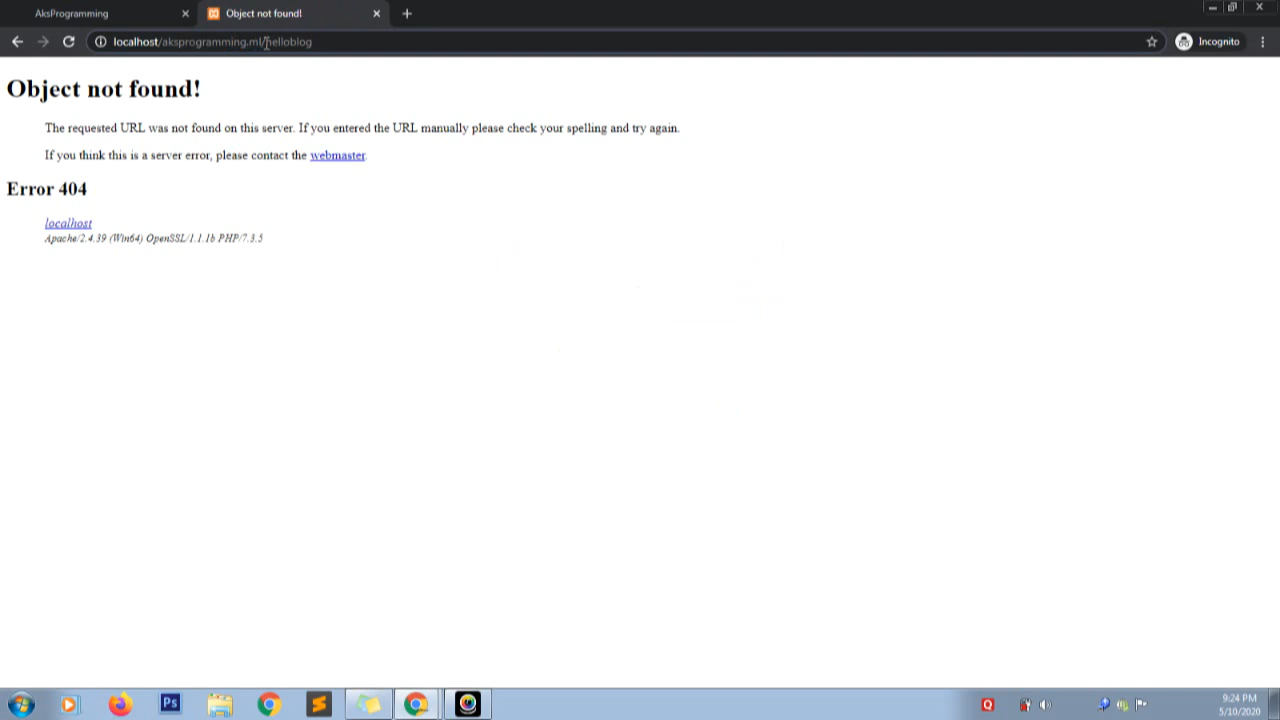 AksProgramming
Object not found!
localhost/aksprogramming.ml/helloblog
Incognito
Object not found!
The requested URL was not found on this server. If you entered the URL manually please check your spelling and try again.
If you think this is a server error, please contact the webmaster.
Error 404
localhost
Apache/2.4.39 (Win64) OpenSSL/1.1.1b PHP/7.3.5
Ps
Q
9:24 PM
5/10/2020